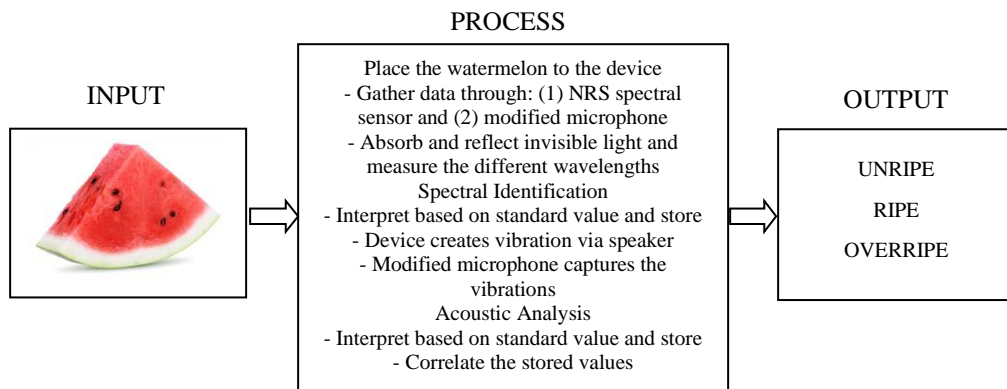 INPUT
PROCESS
Place the watermelon to the device
- Gather data through: (1) NRS spectral
sensor and (2) modified microphone
- Absorb and reflect invisible light and
measure the different wavelengths
Spectral Identification
- Interpret based on standard value and store
- Device creates vibration via speaker
- Modified microphone captures the
vibrations
Acoustic Analysis
- Interpret based on standard value and store
- Correlate the stored values
OUTPUT
UNRIPE
RIPE
OVERRIPE